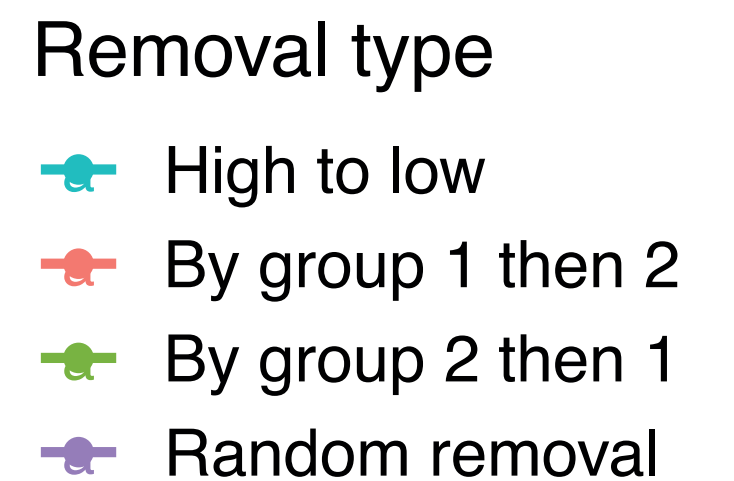 Removal type
High to low
By group 1 then 2
By group 2 then 1
Random removal